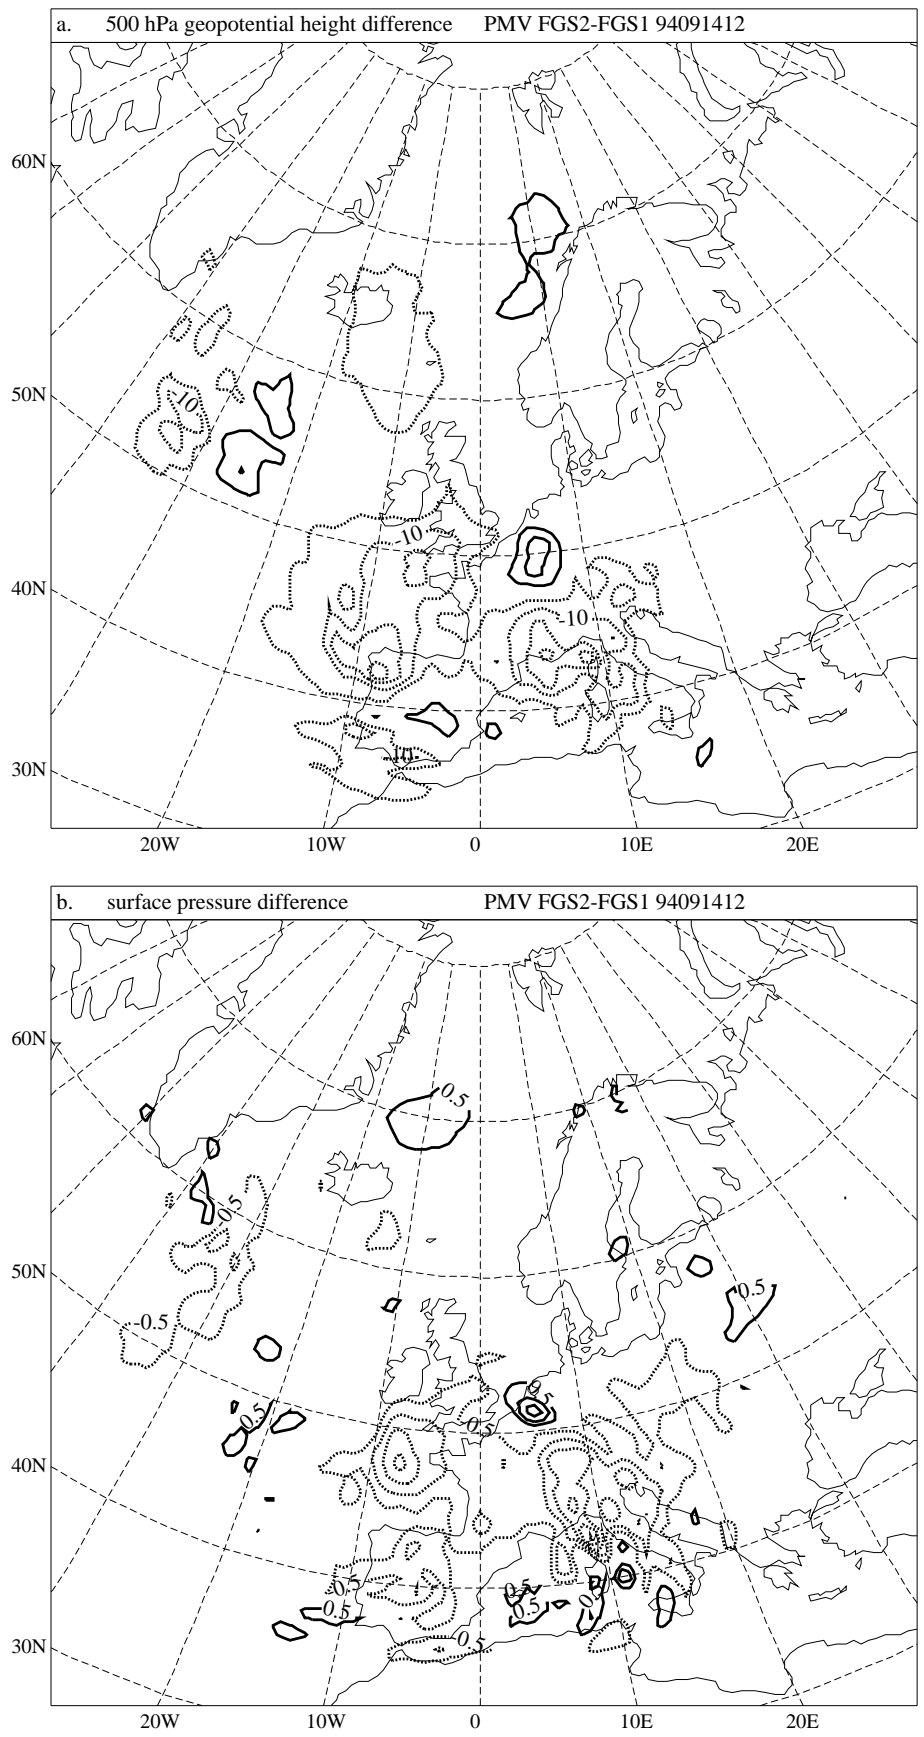 a. 500 hPa geopotential height difference PMV FGS2-FGS1 94091412
60N
50N
-10
-10
40N
-10
-10
30N
20W 10W 0 10E 20E
b. surface pressure difference PMV FGS2-FGS1 94091412
60N
0.5
-0.5
50N
0.5
-0.5
0.5
0.5
0.5
40N
-0.5
0.5
0.5
0.5
-0.5
30N
20W 10W 0 10E 20E